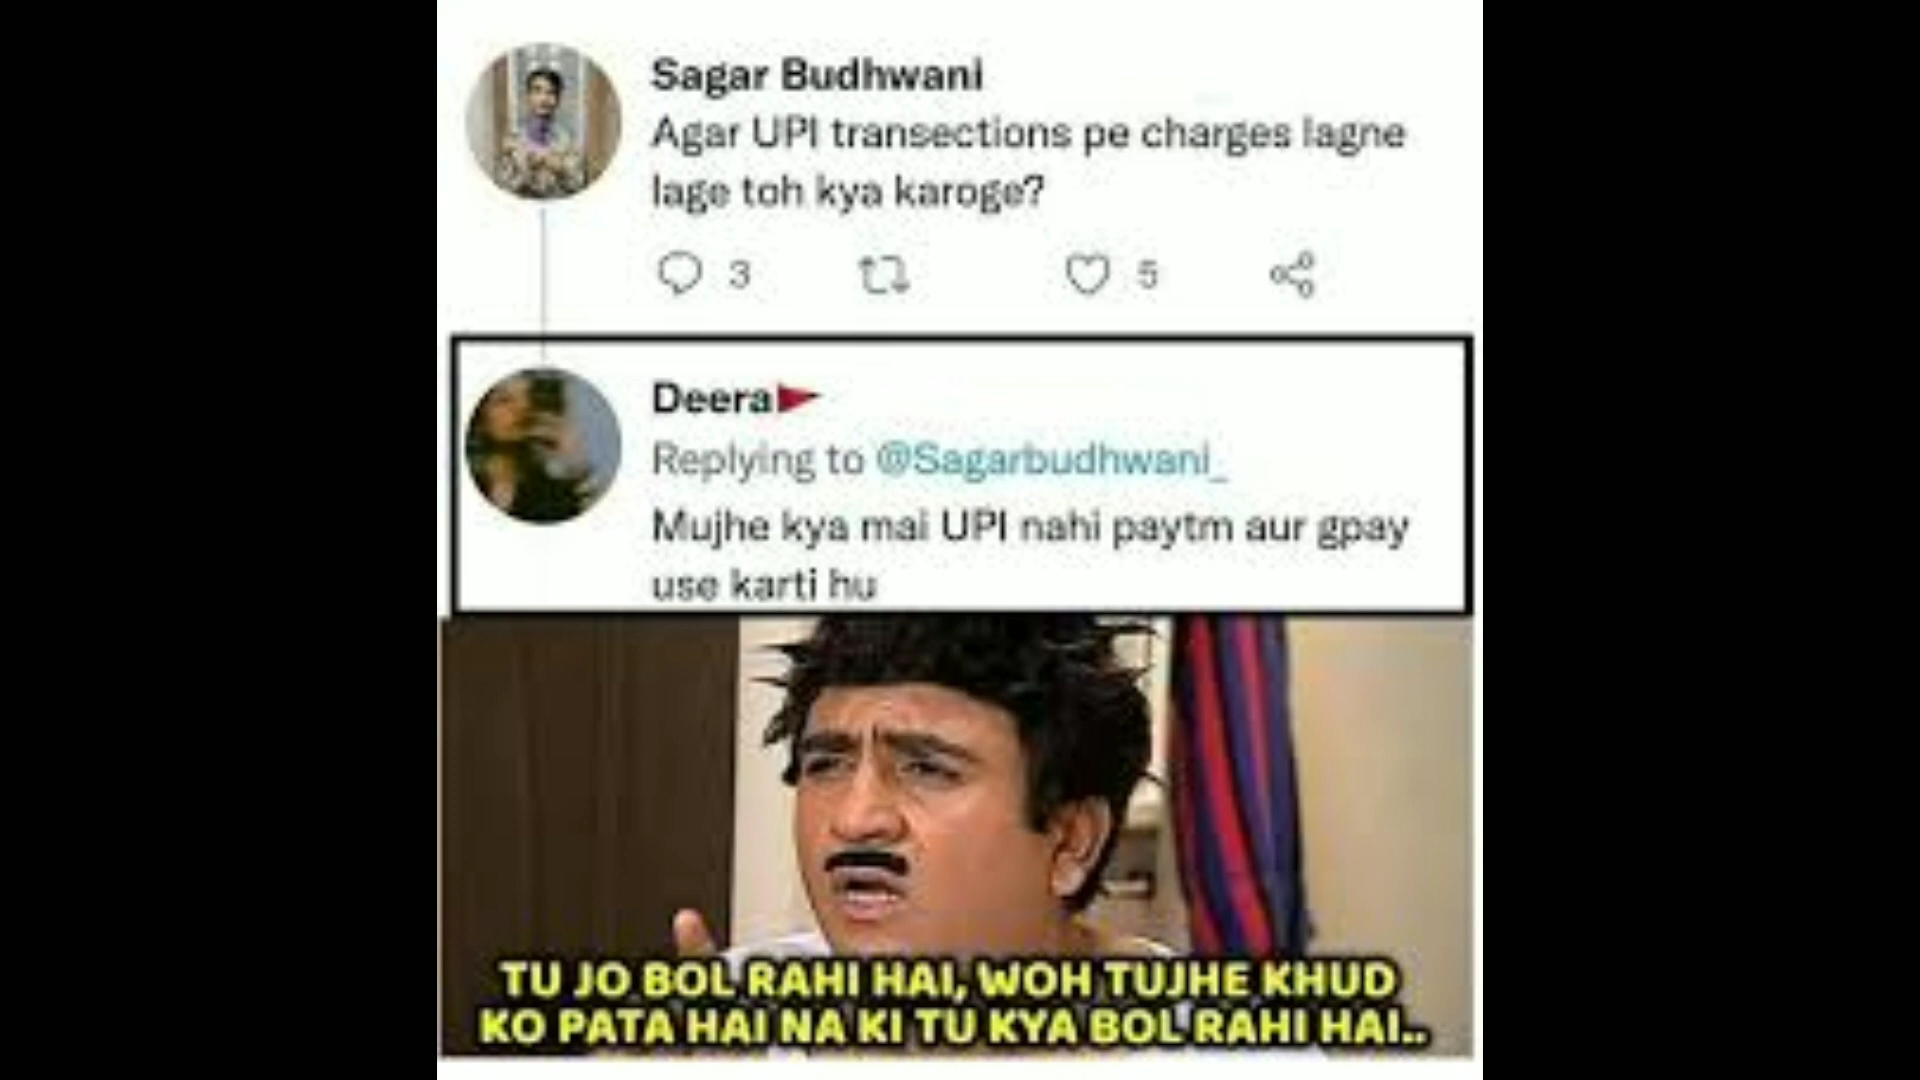 Sagar Budhwani
Agar UPI transections pe charges lagne
lage toh kya karoge?
3 5
Deera
Replying to @Sagarbudhwani_
Mujhe kya mai UPI nahi paytm aur gpay
use karti hu
TU JO BOL RAHI HAI, WOH TUJHE KHUD
KO PATA HAI NA KI TU KYA BOL RAHI HAI..